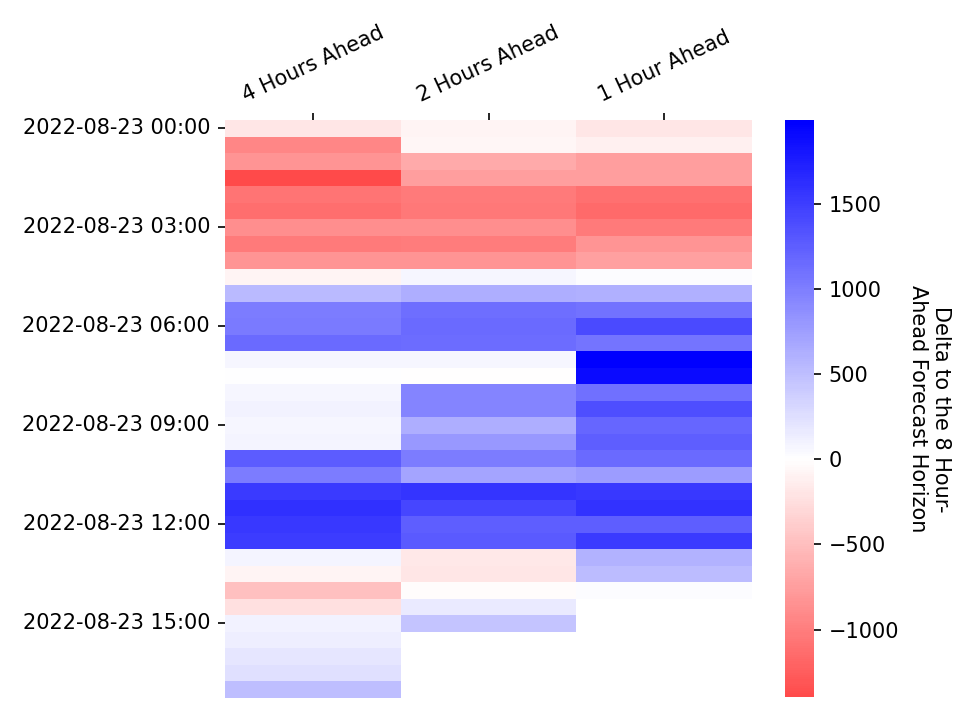 4 Hours Ahead
2 Hours Ahead
1 Hour Ahead
2022-08-23 00:00
2022-08-23 03:00
2022-08-23 06:00
2022-08-23 09:00
2022-08-23 12:00
2022-08-23 15:00
1500
1000
500
0
−500
−1000
Delta to the 8 Hour-
Ahead Forecast Horizon